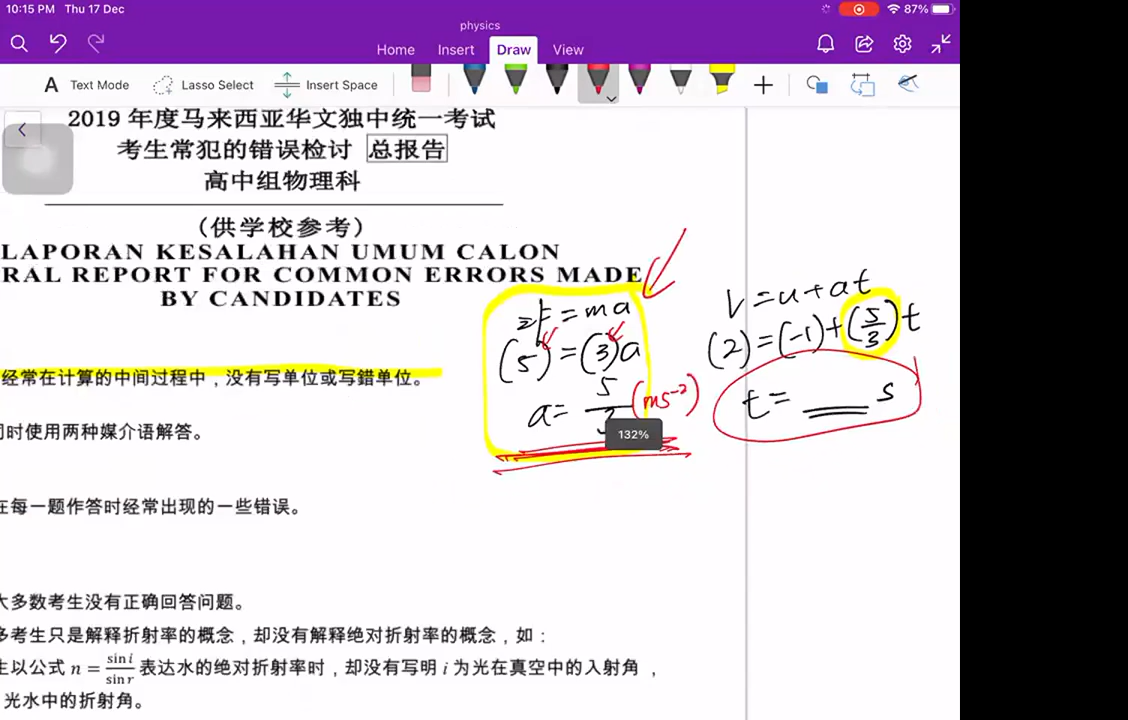 10:15 PM Thu 17 Dec
87%
physics
Home Insert Draw View
Text Mode Lasso Select Insert Space
2019 年度马来西亚华文独中统一考试
考生常犯的错误检讨 总报告
高中组物理科
(供学校参考)
LAPORAN KESALAHAN UMUM CALON
RAL REPORT FOR COMMON ERRORS MADE
BY CANDIDATES
ΣF = ma
(5) = (3)a
a = 5/3 (ms⁻²)
132%
V = u + at
(2) = (-1) + (5/3) t
t = ___ s
经常在计算的中间过程中，没有写单位或写錯单位。
同时使用两种媒介语解答。
在每一题作答时经常出现的一些错误。
大多数考生没有正确回答问题。
多考生只是解释折射率的概念，却没有解释绝对折射率的概念，如：
生以公式 n = sin i / sin r 表达水的绝对折射率时，却没有写明 i 为光在真空中的入射角，
光水中的折射角。